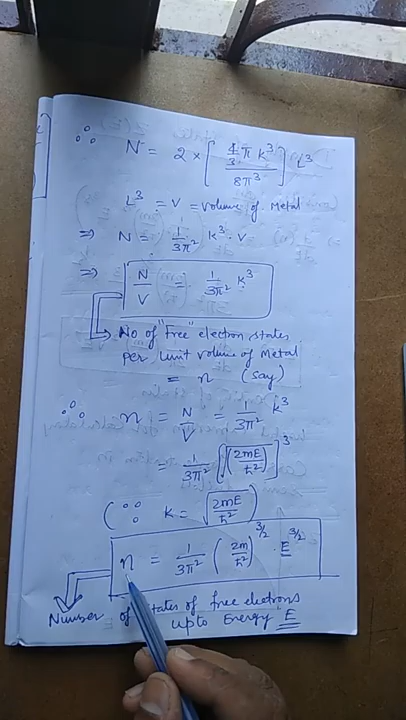 ∴ N = 2 × [ (4/3 π k³) / 8π³ ] L³
L³ = V = volume of Metal
⇒ N = 1/3π² k³ · V
⇒ N/V = 1/3π² k³
No of "Free" electron states
per Unit volume of Metal
= n (say)
∴ n = N/V = 1/3π² k³
= 1/3π² [ √(2mE/ħ²) ]³
(∵ k = √(2mE/ħ²) )
n = 1/3π² (2m/ħ²)^3/2 · E^3/2
Number of states of free electrons
upto Energy E